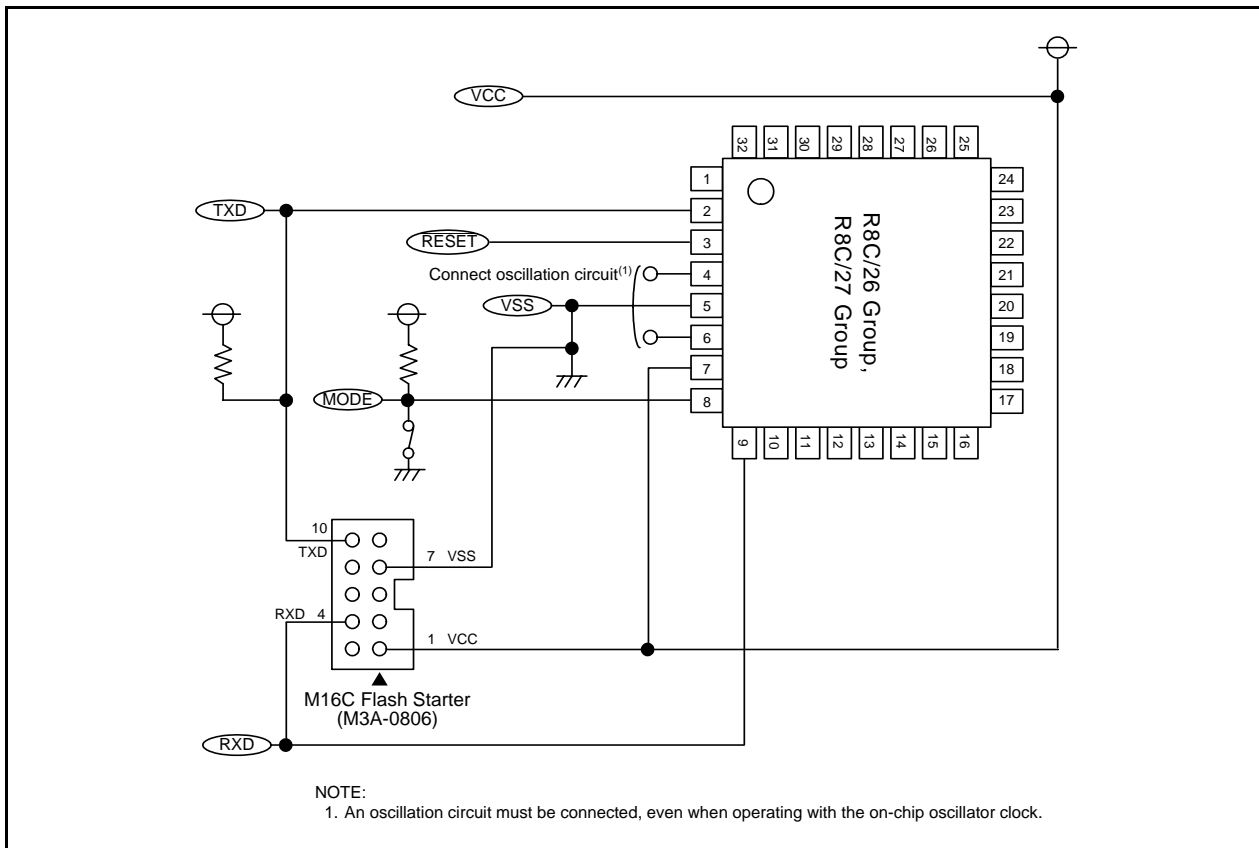 VCC
32 31 30 29 28 27 26 25
1 24
TXD 2 23
RESET 3 22
Connect oscillation circuit(1) 4 21
VSS 5 20
6 19
7 18
MODE 8 17
R8C/26 Group,
R8C/27 Group
9 10 11 12 13 14 15 16
10
TXD
7 VSS
RXD 4
1 VCC
M16C Flash Starter
(M3A-0806)
RXD
NOTE:
1. An oscillation circuit must be connected, even when operating with the on-chip oscillator clock.